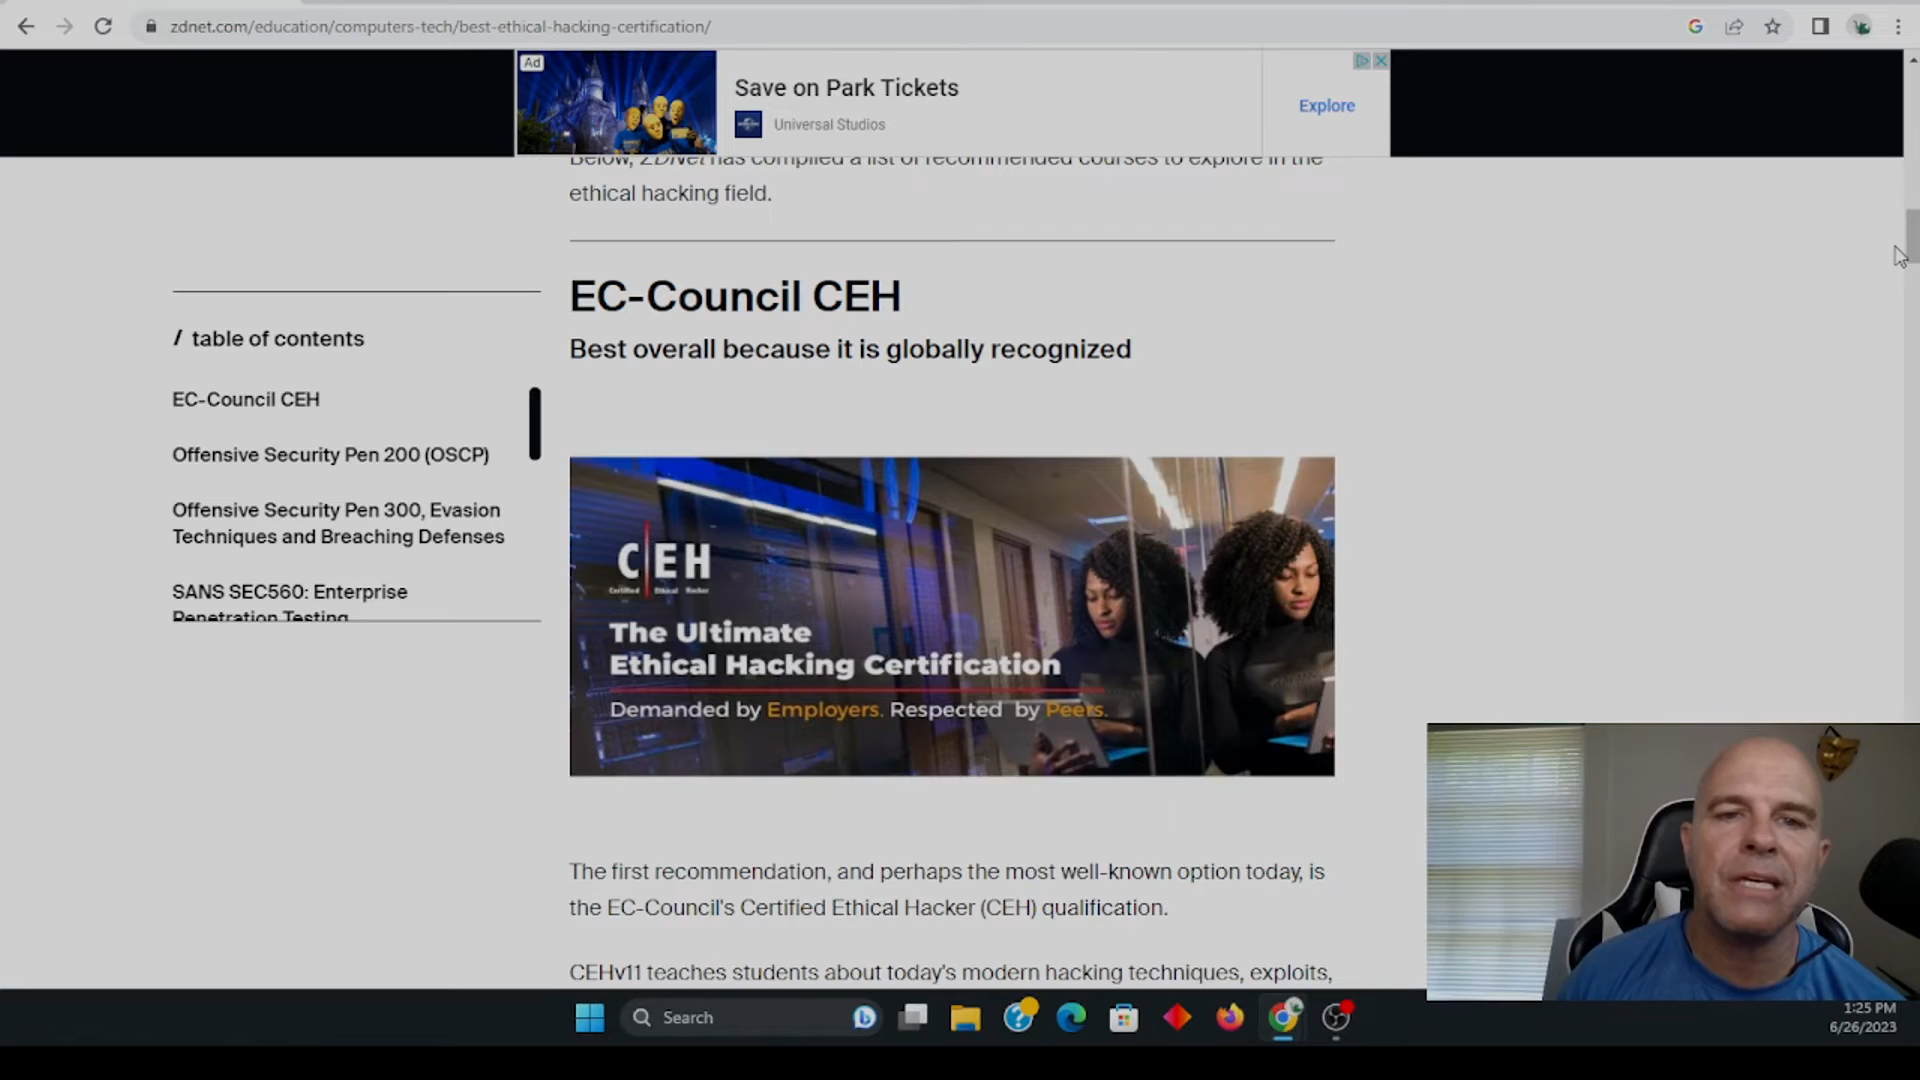 zdnet.com/education/computers-tech/best-ethical-hacking-certification/
Ad
Save on Park Tickets
Universal Studios
Explore
Below, ZDNet has compiled a list of recommended courses to explore in the
ethical hacking field.
EC-Council CEH
Best overall because it is globally recognized
/ table of contents
EC-Council CEH
Offensive Security Pen 200 (OSCP)
Offensive Security Pen 300, Evasion
Techniques and Breaching Defenses
SANS SEC560: Enterprise
Penetration Testing
CEH
Certified Ethical Hacker
The Ultimate
Ethical Hacking Certification
Demanded by Employers. Respected by Peers.
The first recommendation, and perhaps the most well-known option today, is
the EC-Council's Certified Ethical Hacker (CEH) qualification.
CEHv11 teaches students about today's modern hacking techniques, exploits,
Search
1:25 PM
6/26/2023